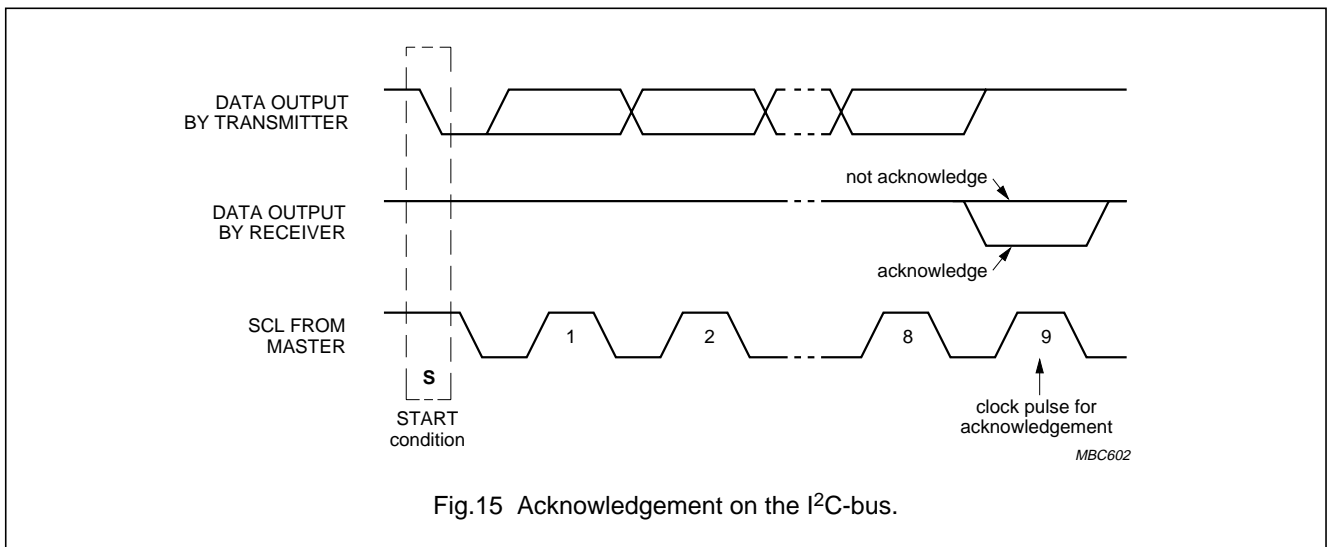 DATA OUTPUT
BY TRANSMITTER
not acknowledge
DATA OUTPUT
BY RECEIVER
acknowledge
SCL FROM
MASTER
1
2
8
9
S
START
condition
clock pulse for
acknowledgement
MBC602
Fig.15 Acknowledgement on the I²C-bus.